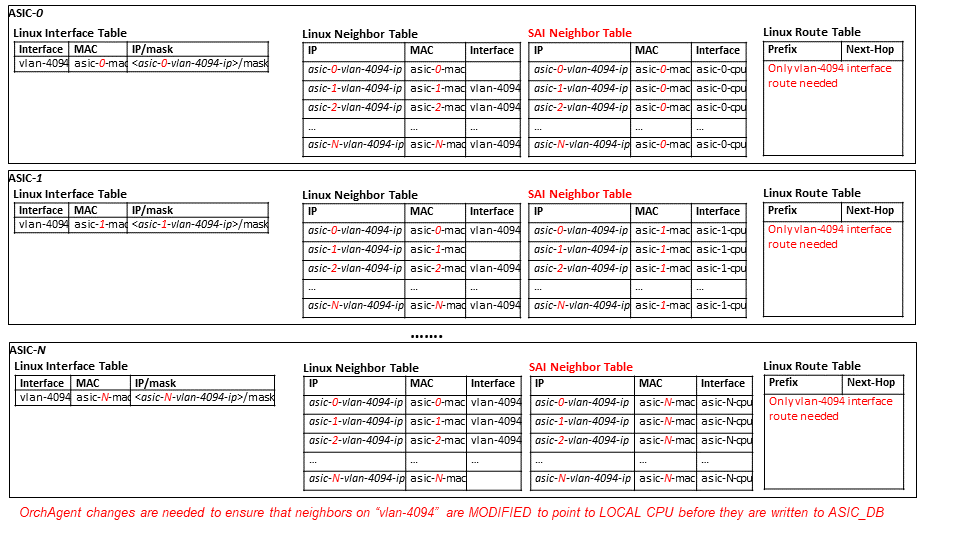 ASIC-0
Linux Interface Table
Interface MAC IP/mask
vlan-4094 asic-0-mac <asic-0-vlan-4094-ip>/mask
Linux Neighbor Table
IP MAC Interface
asic-0-vlan-4094-ip asic-0-mac
asic-1-vlan-4094-ip asic-1-mac vlan-4094
asic-2-vlan-4094-ip asic-2-mac vlan-4094
... ... ...
asic-N-vlan-4094-ip asic-N-mac vlan-4094
SAI Neighbor Table
IP MAC Interface
asic-0-vlan-4094-ip asic-0-mac asic-0-cpu
asic-1-vlan-4094-ip asic-0-mac asic-0-cpu
asic-2-vlan-4094-ip asic-0-mac asic-0-cpu
... ... ...
asic-N-vlan-4094-ip asic-0-mac asic-0-cpu
Linux Route Table
Prefix Next-Hop
Only vlan-4094 interface
route needed
ASIC-1
Linux Interface Table
Interface MAC IP/mask
vlan-4094 asic-1-mac <asic-1-vlan-4094-ip>/mask
Linux Neighbor Table
IP MAC Interface
asic-0-vlan-4094-ip asic-0-mac vlan-4094
asic-1-vlan-4094-ip asic-1-mac
asic-2-vlan-4094-ip asic-2-mac vlan-4094
... ... ...
asic-N-vlan-4094-ip asic-N-mac vlan-4094
SAI Neighbor Table
IP MAC Interface
asic-0-vlan-4094-ip asic-1-mac asic-1-cpu
asic-1-vlan-4094-ip asic-1-mac asic-1-cpu
asic-2-vlan-4094-ip asic-1-mac asic-1-cpu
... ... ...
asic-N-vlan-4094-ip asic-1-mac asic-1-cpu
Linux Route Table
Prefix Next-Hop
Only vlan-4094 interface
route needed
.......
ASIC-N
Linux Interface Table
Interface MAC IP/mask
vlan-4094 asic-N-mac <asic-N-vlan-4094-ip>/mask
Linux Neighbor Table
IP MAC Interface
asic-0-vlan-4094-ip asic-0-mac vlan-4094
asic-1-vlan-4094-ip asic-1-mac vlan-4094
asic-2-vlan-4094-ip asic-2-mac vlan-4094
... ... ...
asic-N-vlan-4094-ip asic-N-mac
SAI Neighbor Table
IP MAC Interface
asic-0-vlan-4094-ip asic-N-mac asic-N-cpu
asic-1-vlan-4094-ip asic-N-mac asic-N-cpu
asic-2-vlan-4094-ip asic-N-mac asic-N-cpu
... ... ...
asic-N-vlan-4094-ip asic-N-mac asic-N-cpu
Linux Route Table
Prefix Next-Hop
Only vlan-4094 interface
route needed
OrchAgent changes are needed to ensure that neighbors on “vlan-4094” are MODIFIED to point to LOCAL CPU before they are written to ASIC_DB